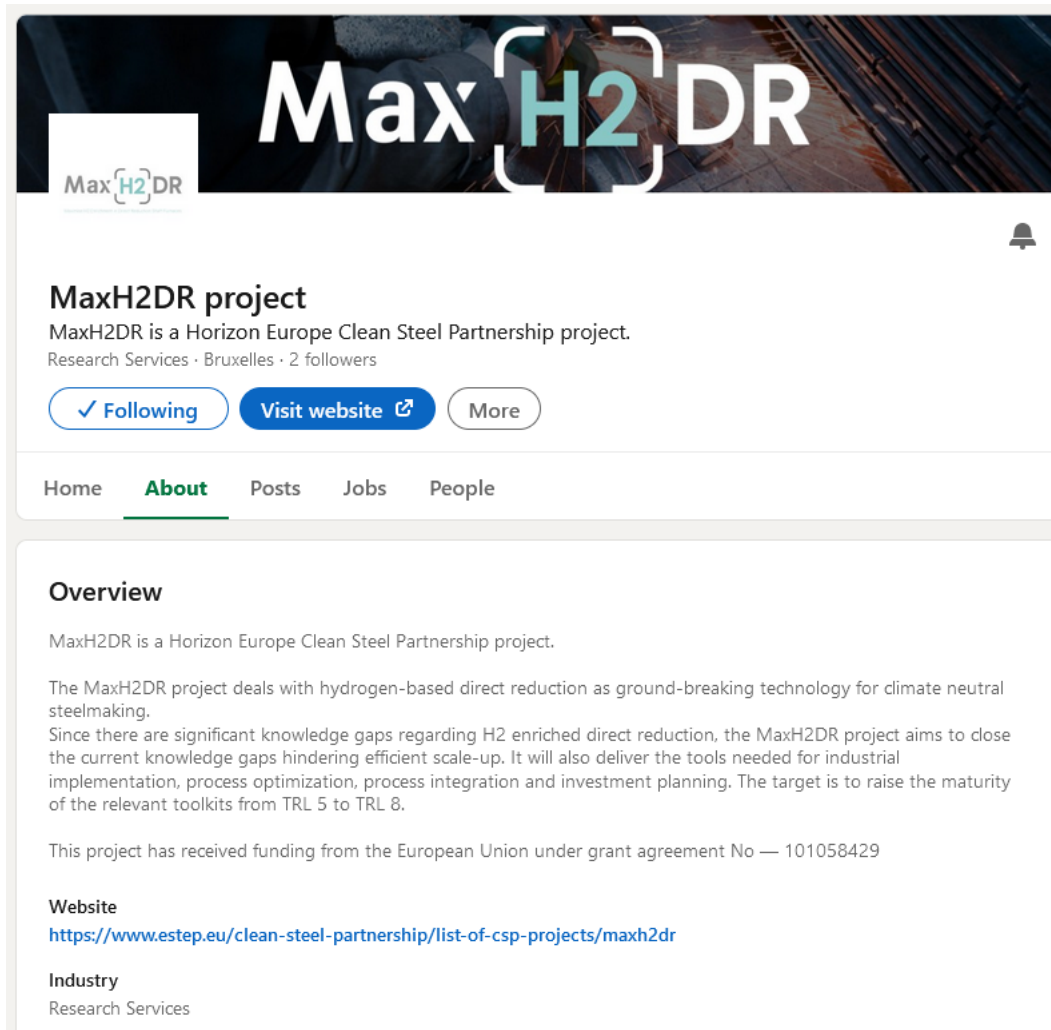 Max H2 DR
Max H2 DR
MaxH2DR project
MaxH2DR is a Horizon Europe Clean Steel Partnership project.
Research Services · Bruxelles · 2 followers
✓ Following Visit website More
Home About Posts Jobs People
Overview
MaxH2DR is a Horizon Europe Clean Steel Partnership project.
The MaxH2DR project deals with hydrogen-based direct reduction as ground-breaking technology for climate neutral
steelmaking.
Since there are significant knowledge gaps regarding H2 enriched direct reduction, the MaxH2DR project aims to close
the current knowledge gaps hindering efficient scale-up. It will also deliver the tools needed for industrial
implementation, process optimization, process integration and investment planning. The target is to raise the maturity
of the relevant toolkits from TRL 5 to TRL 8.
This project has received funding from the European Union under grant agreement No — 101058429
Website
https://www.estep.eu/clean-steel-partnership/list-of-csp-projects/maxh2dr
Industry
Research Services